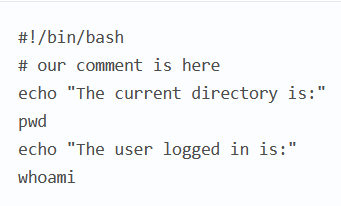 #!/bin/bash
# our comment is here
echo "The current directory is:"
pwd
echo "The user logged in is:"
whoami